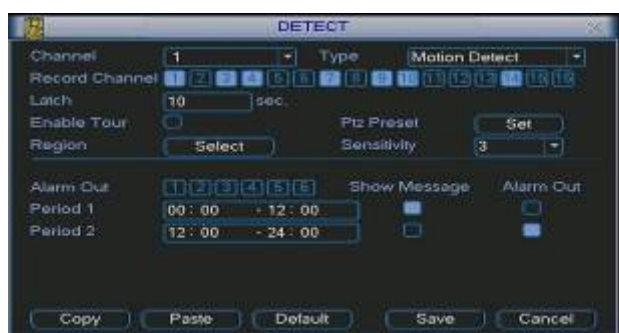 DETECT
Channel 1 Type Motion Detect
Record Channel 1 2 3 4 5 6 7 8 9 10 11 12 13 14 15 16
Latch 10 sec.
Enable Tour Ptz Preset Set
Region Select Sensitivity 3
Alarm Out 1 2 3 4 5 6 Show Message Alarm Out
Period 1 00 : 00 - 12 : 00
Period 2 12 : 00 - 24 : 00
Copy Paste Default Save Cancel